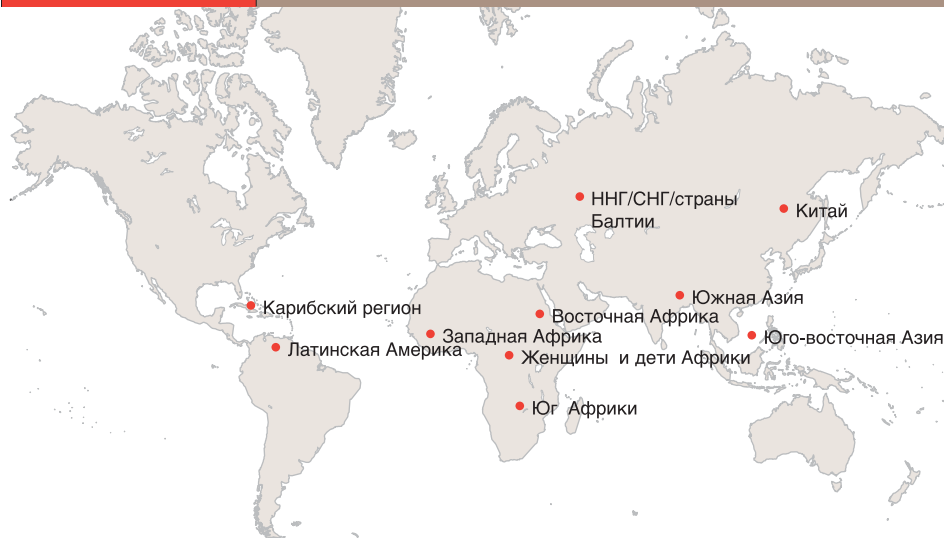 ННГ/СНГ/страны
Балтии
Китай
Южная Азия
Карибский регион
Восточная Африка
Западная Африка
Юго-восточная Азия
Латинская Америка
Женщины и дети Африки
Юг Африки